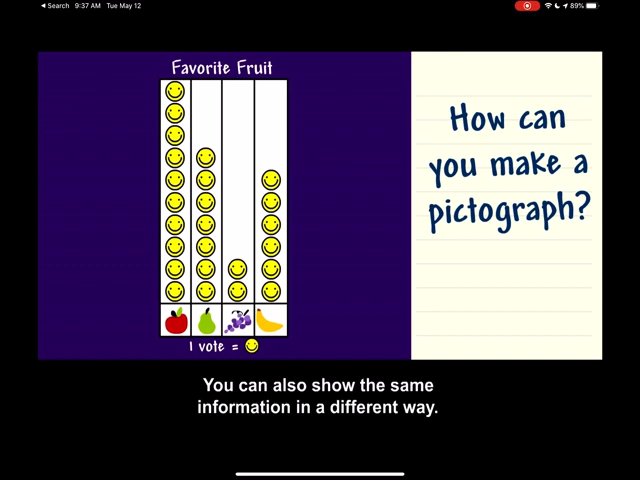 ◀ Search 9:37 AM Tue May 12
89%
Favorite Fruit
1 vote =
How can
you make a
pictograph?
You can also show the same
information in a different way.